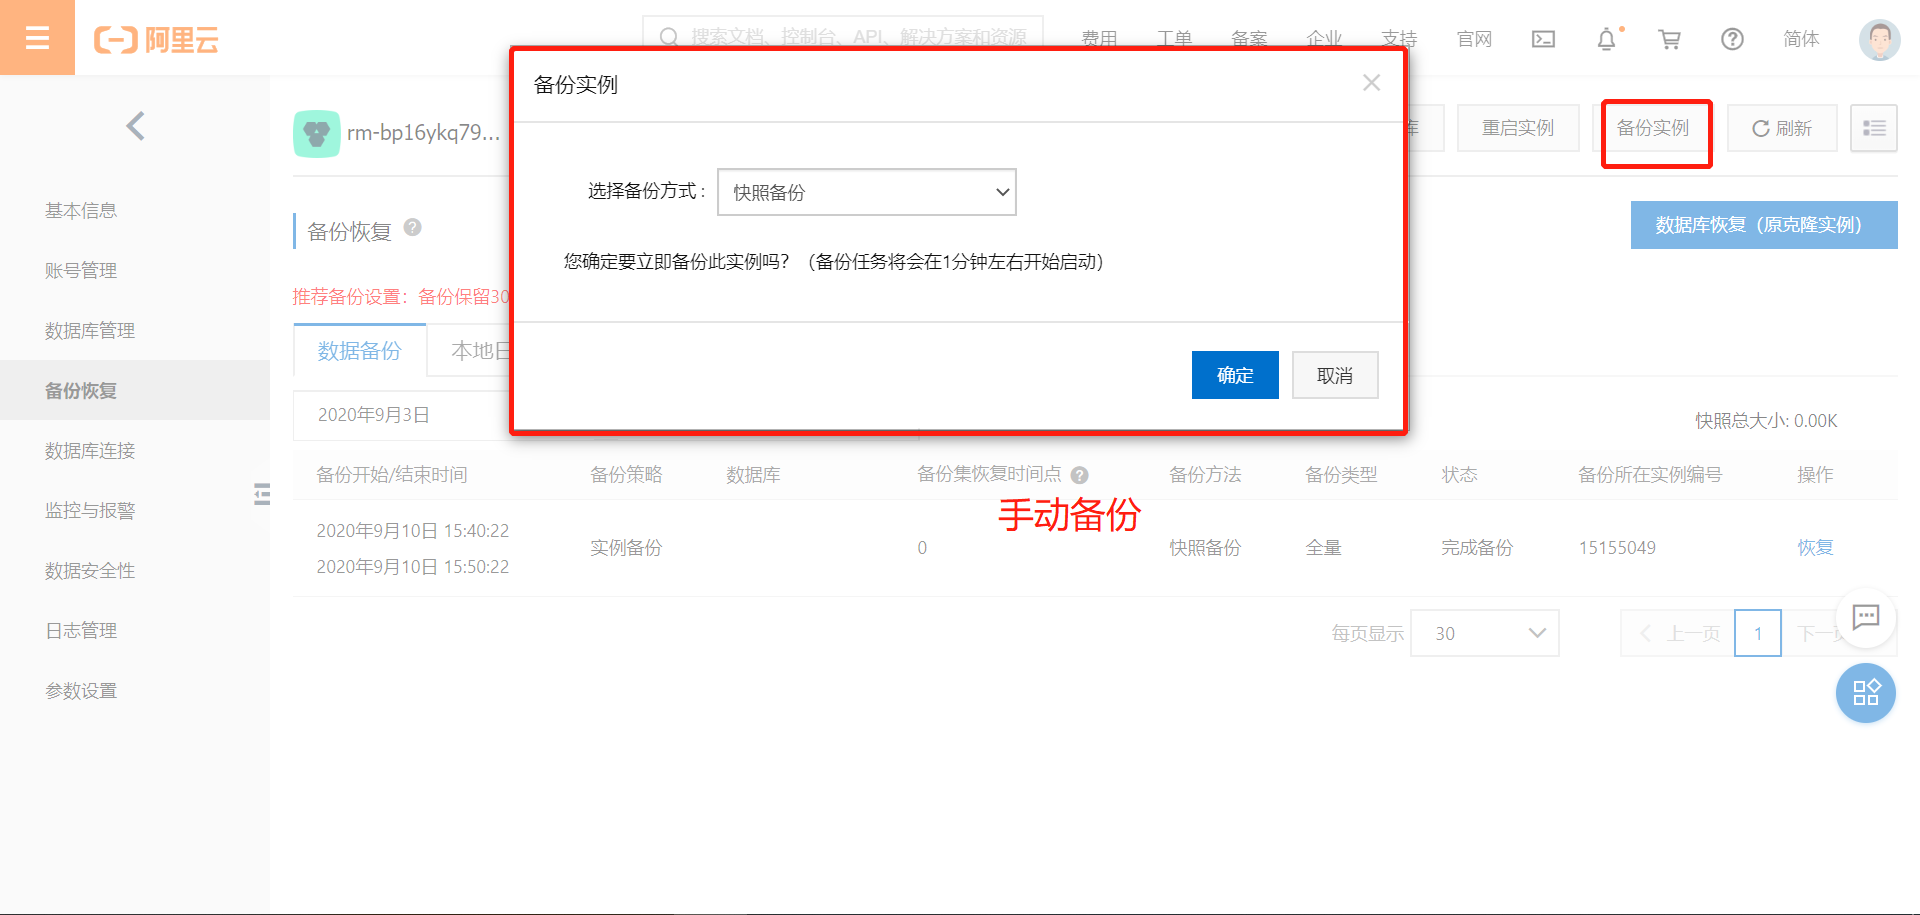 阿里云
搜索文档、控制台、API、解决方案和资源
费用
工单
备案
企业
支持
官网
简体
备份实例
rm-bp16ykq79...
库
重启实例
备份实例
刷新
选择备份方式 :
快照备份
基本信息
备份恢复
数据库恢复（原克隆实例）
您确定要立即备份此实例吗？（备份任务将会在1分钟左右开始启动）
账号管理
推荐备份设置：备份保留30
数据库管理
数据备份
本地日
确定
取消
备份恢复
2020年9月3日
快照总大小: 0.00K
数据库连接
备份开始/结束时间
备份策略
数据库
备份集恢复时间点
备份方法
备份类型
状态
备份所在实例编号
操作
监控与报警
手动备份
2020年9月10日 15:40:22
2020年9月10日 15:50:22
实例备份
0
快照备份
全量
完成备份
15155049
恢复
数据安全性
日志管理
每页显示
30
上一页
1
下一
参数设置